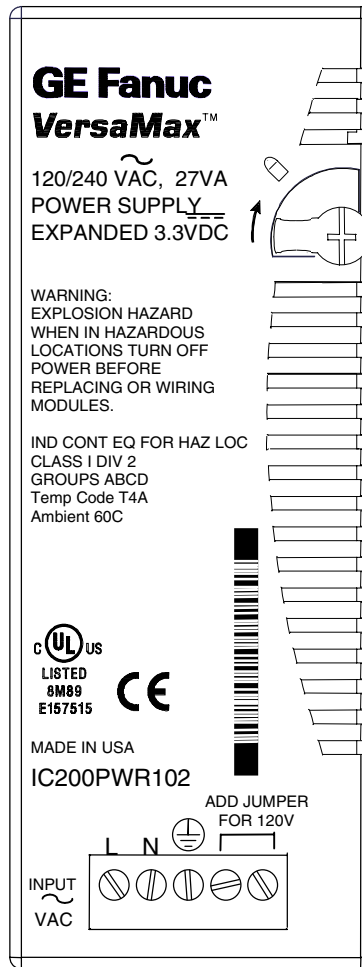 GE Fanuc
VersaMax™
120/240 VAC, 27VA
POWER SUPPLY
EXPANDED 3.3VDC
WARNING:
EXPLOSION HAZARD
WHEN IN HAZARDOUS
LOCATIONS TURN OFF
POWER BEFORE
REPLACING OR WIRING
MODULES.
IND CONT EQ FOR HAZ LOC
CLASS I DIV 2
GROUPS ABCD
Temp Code T4A
Ambient 60C
C UL US
LISTED
8M89
E157515
CE
MADE IN USA
IC200PWR102
ADD JUMPER
FOR 120V
L N
INPUT
VAC